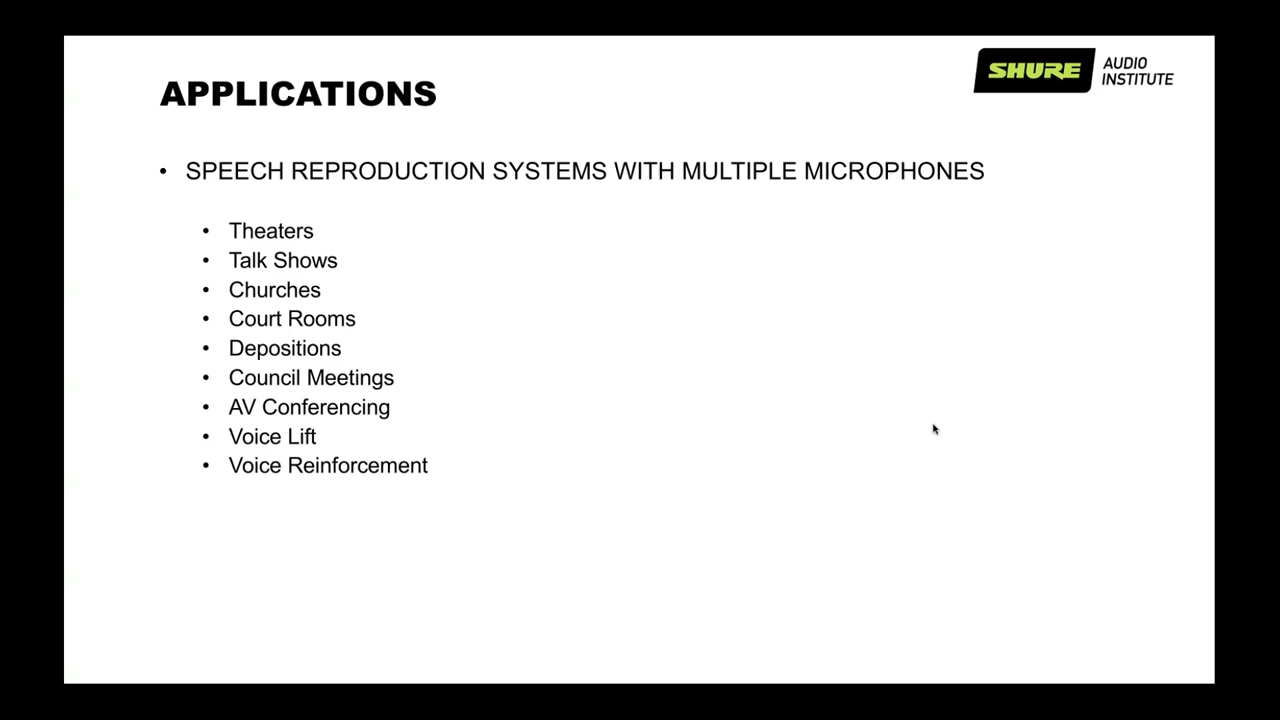 SHURE AUDIO
INSTITUTE
APPLICATIONS
• SPEECH REPRODUCTION SYSTEMS WITH MULTIPLE MICROPHONES
• Theaters
• Talk Shows
• Churches
• Court Rooms
• Depositions
• Council Meetings
• AV Conferencing
• Voice Lift
• Voice Reinforcement